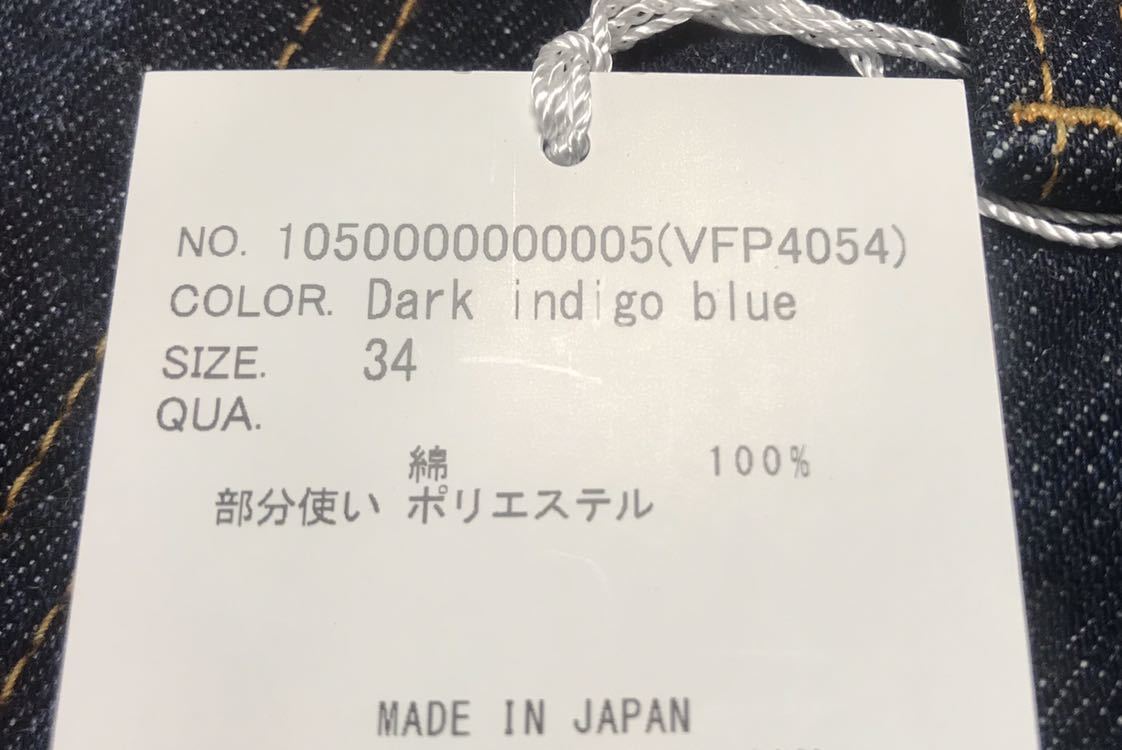 NO. 1050000000005(VFP4054)
COLOR. Dark indigo blue
SIZE. 34
QUA.
綿 100%
部分使い ポリエステル
MADE IN JAPAN